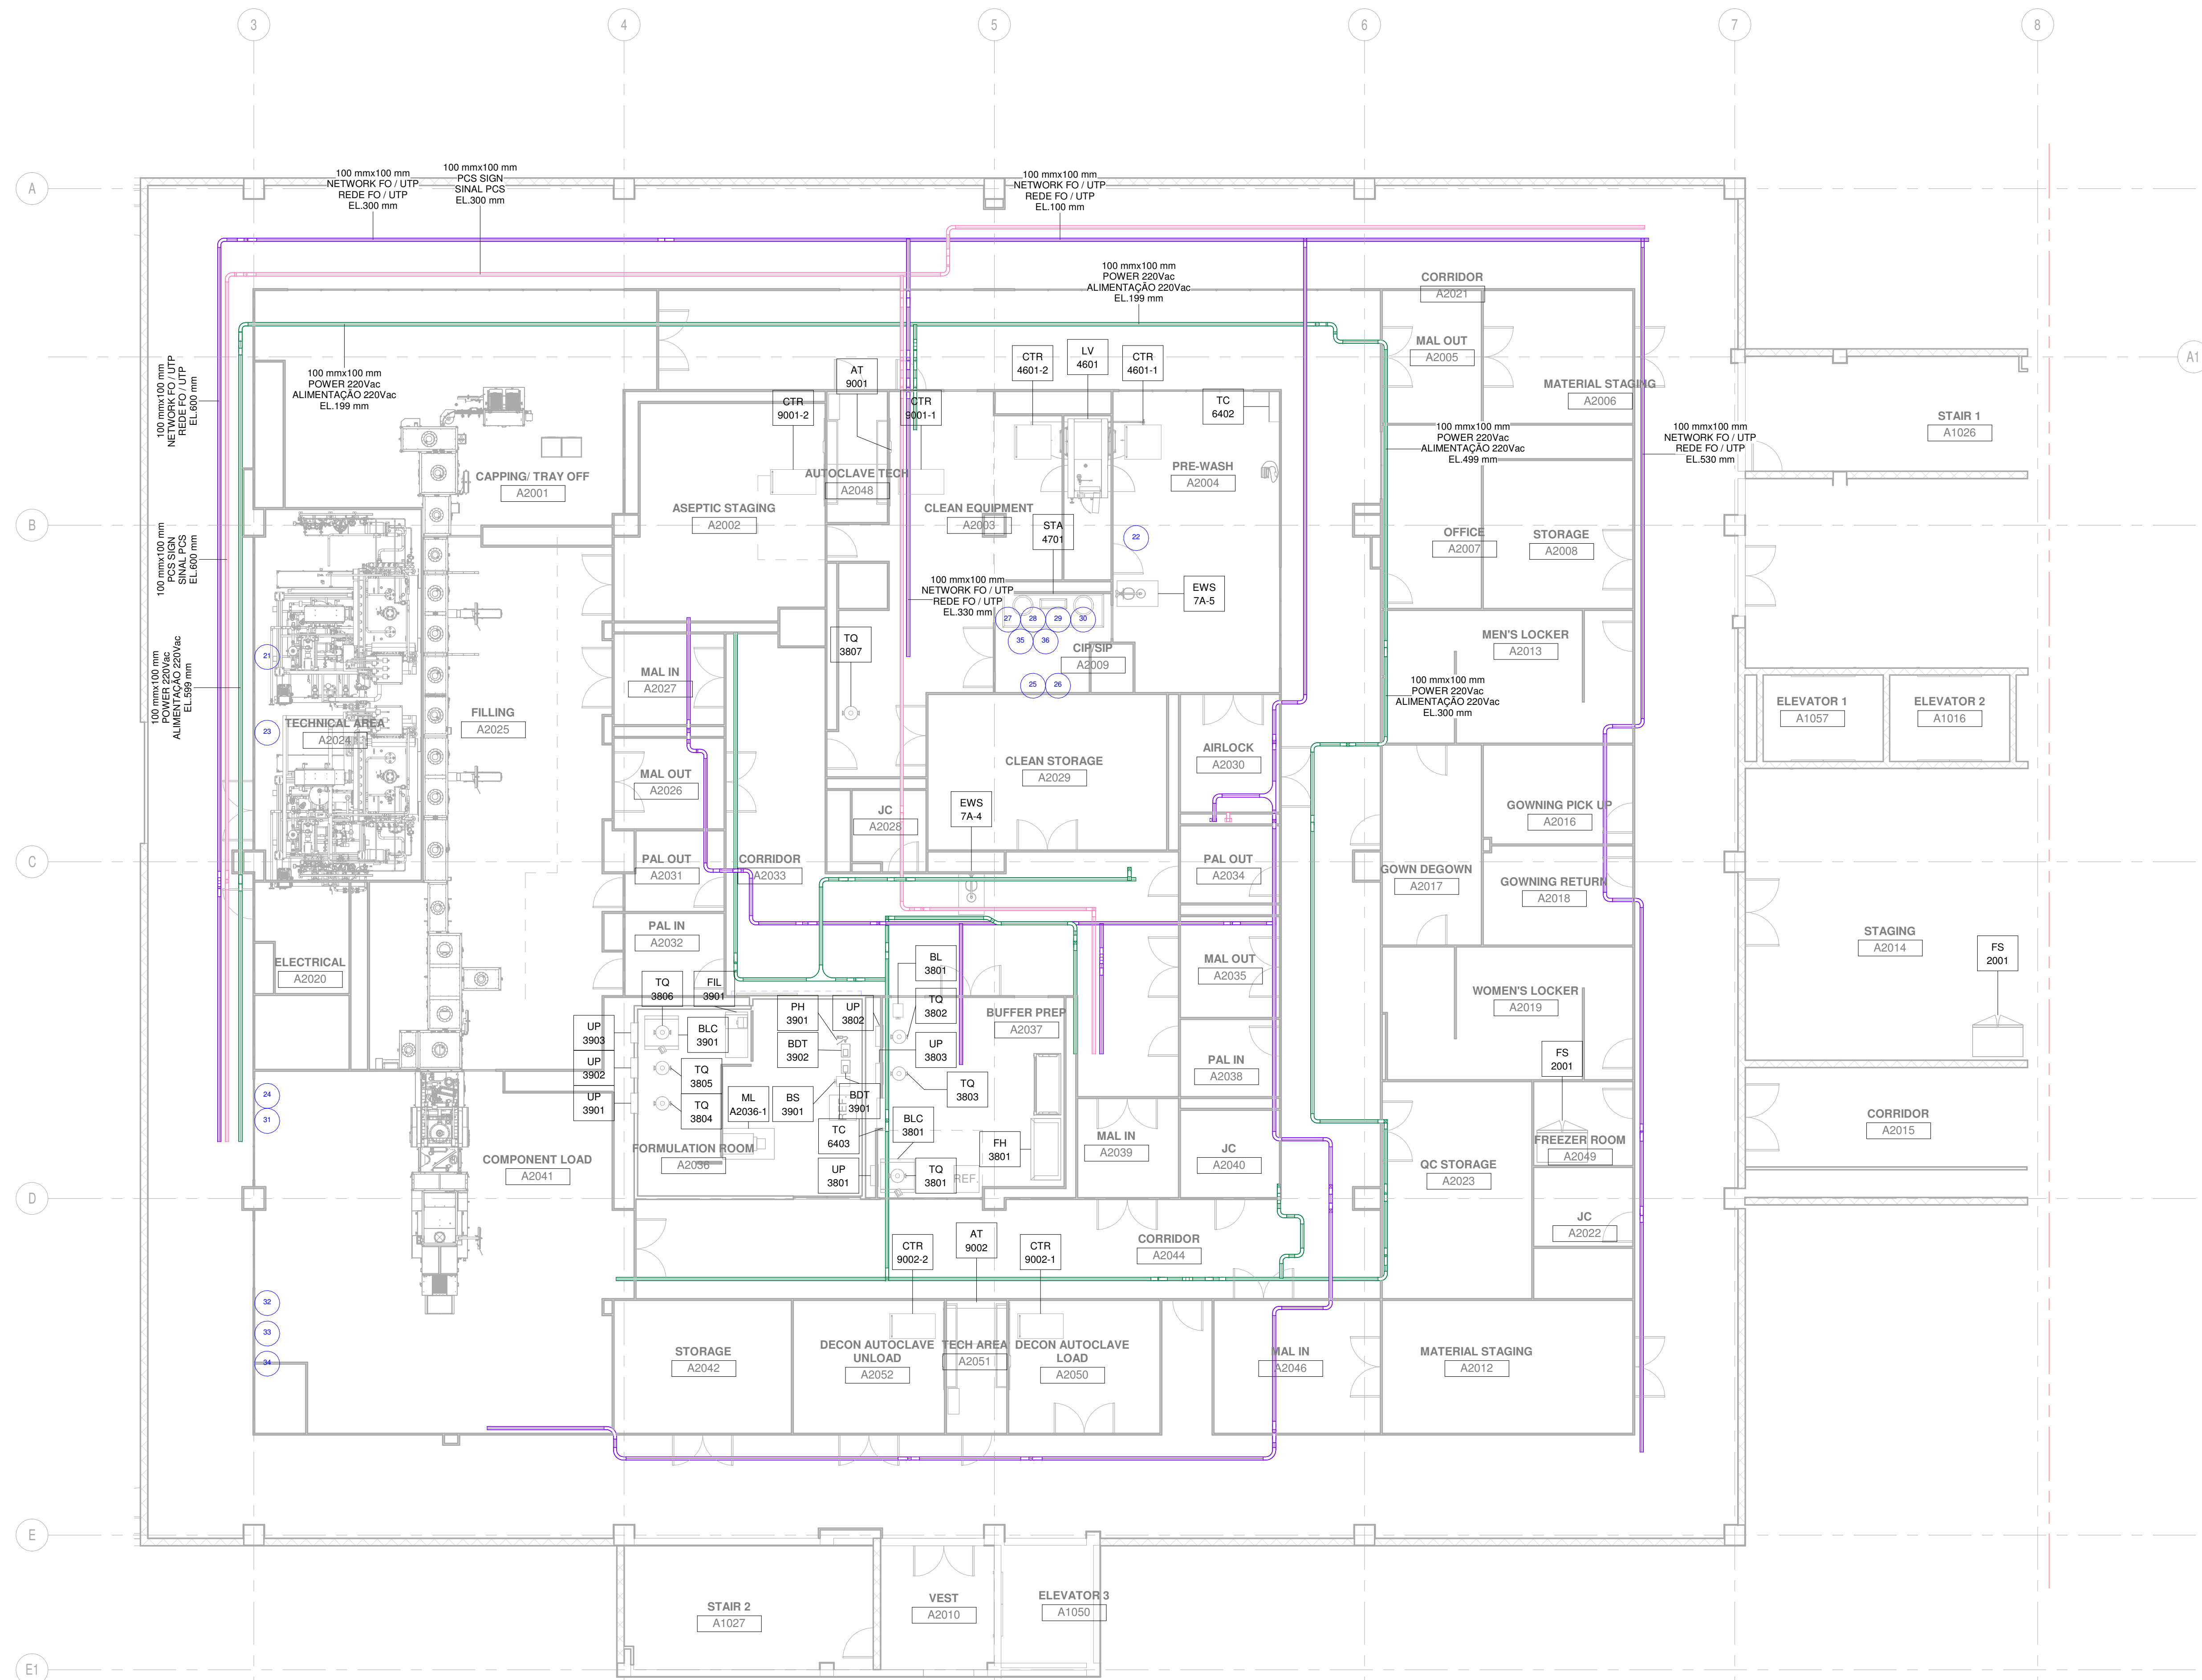 3
4
5
6
7
8
A
100 mmx100 mm
NETWORK FO / UTP
REDE FO / UTP
EL.300 mm
100 mmx100 mm
PCS SIGN
SINAL PCS
EL.300 mm
100 mmx100 mm
NETWORK FO / UTP
REDE FO / UTP
EL.100 mm
100 mmx100 mm
POWER 220Vac
ALIMENTAÇÃO 220Vac
EL.199 mm
CORRIDOR
A2021
A1
100 mmx100 mm
NETWORK FO / UTP
REDE FO / UTP
EL.600 mm
100 mmx100 mm
POWER 220Vac
ALIMENTAÇÃO 220Vac
EL.199 mm
AT
9001
CTR
9001-2
CTR
9001-1
CTR
4601-2
LV
4601
CTR
4601-1
TC
6402
MAL OUT
A2005
MATERIAL STAGING
A2006
STAIR 1
A1026
100 mmx100 mm
POWER 220Vac
ALIMENTAÇÃO 220Vac
EL.499 mm
100 mmx100 mm
NETWORK FO / UTP
REDE FO / UTP
EL.530 mm
CAPPING/ TRAY OFF
A2001
AUTOCLAVE TECH
A2048
PRE-WASH
A2004
B
ASEPTIC STAGING
A2002
CLEAN EQUIPMENT
A2003
STA
4701
OFFICE
A2007
STORAGE
A2008
22
100 mmx100 mm
PCS SIGN
SINAL PCS
EL.600 mm
100 mmx100 mm
NETWORK FO / UTP
REDE FO / UTP
EL.330 mm
EWS
7A-5
27
28
29
30
35
36
CIP/SIP
A2009
25
26
TQ
3807
MEN'S LOCKER
A2013
21
23
100 mmx100 mm
POWER 220Vac
ALIMENTAÇÃO 220Vac
EL.599 mm
MAL IN
A2027
100 mmx100 mm
POWER 220Vac
ALIMENTAÇÃO 220Vac
EL.300 mm
ELEVATOR 1
A1057
ELEVATOR 2
A1016
TECHNICAL AREA
A2024
FILLING
A2025
CLEAN STORAGE
A2029
AIRLOCK
A2030
MAL OUT
A2026
JC
A2028
EWS
7A-4
GOWNING PICK UP
A2016
C
PAL OUT
A2031
CORRIDOR
A2033
PAL OUT
A2034
GOWN DEGOWN
A2017
GOWNING RETURN
A2018
PAL IN
A2032
STAGING
A2014
FS
2001
ELECTRICAL
A2020
BL
3801
MAL OUT
A2035
WOMEN'S LOCKER
A2019
TQ
3806
FIL
3901
PH
3901
UP
3802
TQ
3802
BUFFER PREP
A2037
UP
3903
BLC
3901
BDT
3902
UP
3803
PAL IN
A2038
FS
2001
UP
3902
TQ
3805
TQ
3803
24
31
UP
3901
TQ
3804
ML
A2036-1
BS
3901
REF.
BDT
3901
BLC
3801
TC
6403
FH
3801
MAL IN
A2039
JC
A2040
CORRIDOR
A2015
FREEZER ROOM
A2049
COMPONENT LOAD
A2041
FORMULATION ROOM
A2036
UP
3801
TQ
3801
REF.
QC STORAGE
A2023
D
JC
A2022
CTR
9002-2
AT
9002
CTR
9002-1
CORRIDOR
A2044
32
33
34
STORAGE
A2042
DECON AUTOCLAVE
UNLOAD
A2052
TECH AREA
A2051
DECON AUTOCLAVE
LOAD
A2050
MAL IN
A2046
MATERIAL STAGING
A2012
E
STAIR 2
A1027
VEST
A2010
ELEVATOR 3
A1050
E1